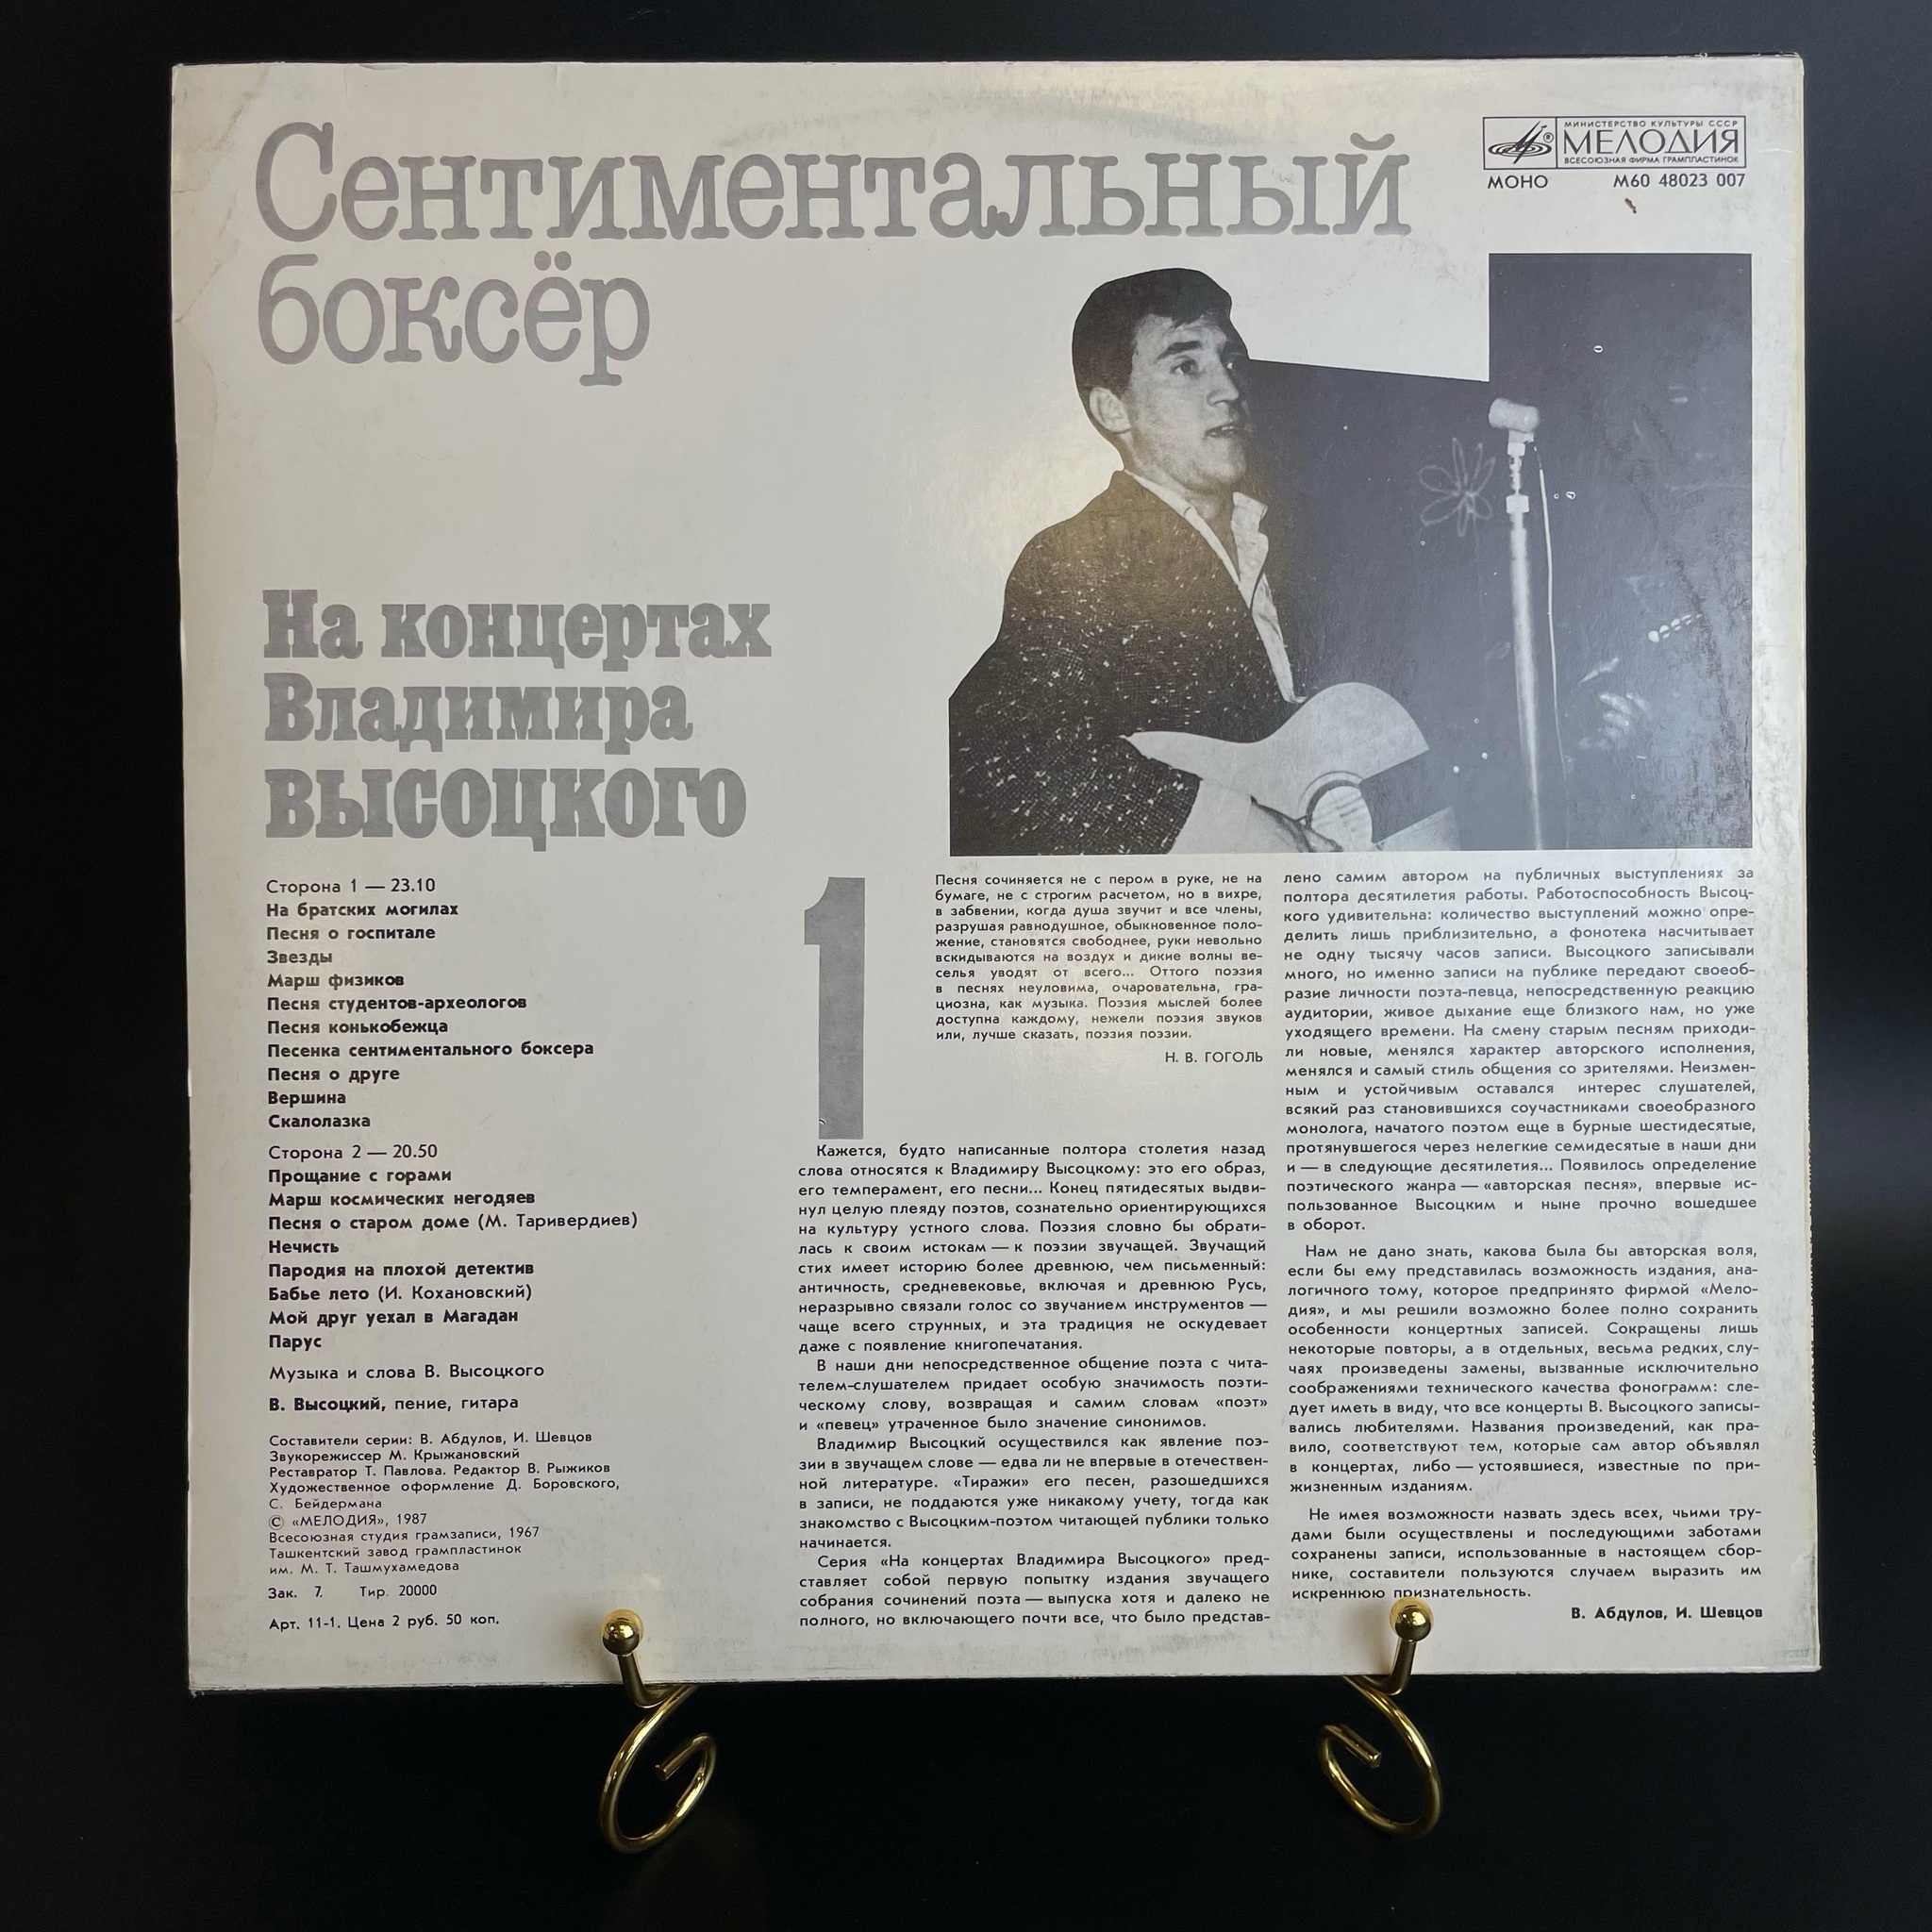 Сентиментальный
боксёр
МИНИСТЕРСТВО КУЛЬТУРЫ СССР
МЕЛОДИЯ
ВСЕСОЮЗНАЯ ФИРМА ГРАМПЛАСТИНОК
МОНО М60 48023 007
На концертах
Владимира
высоцкого
Сторона 1 — 23.10
На братских могилах
Песня о госпитале
Звезды
Марш физиков
Песня студентов-археологов
Песня конькобежца
Песенка сентиментального боксера
Песня о друге
Вершина
Скалолазка
Сторона 2 — 20.50
Прощание с горами
Марш космических негодяев
Песня о старом доме (М. Таривердиев)
Нечисть
Пародия на плохой детектив
Бабье лето (И. Кохановский)
Мой друг уехал в Магадан
Парус
Музыка и слова В. Высоцкого
В. Высоцкий, пение, гитара
Составители серии: В. Абдулов, И. Шевцов
Звукорежиссер М. Крыжановский
Реставратор Т. Павлова. Редактор В. Рыжиков
Художественное оформление Д. Боровского,
С. Бейдермана
© «МЕЛОДИЯ», 1987
Всесоюзная студия грамзаписи, 1967
Ташкентский завод грампластинок
им. М. Т. Ташмухамедова
Зак. 7. Тир. 20000
Арт. 11-1. Цена 2 руб. 50 коп.
1
Песня сочиняется не с пером в руке, не на
бумаге, не с строгим расчетом, но в вихре,
в забвении, когда душа звучит и все члены,
разрушая равнодушное, обыкновенное поло-
жение, становятся свободнее, руки невольно
вскидываются на воздух и дикие волны ве-
селья уводят от всего... Оттого поэзия
в песнях неуловима, очаровательна, гра-
циозна, как музыка. Поэзия мыслей более
доступна каждому, нежели поэзия звуков
или, лучше сказать, поэзия поэзии.
Н. В. ГОГОЛЬ
Кажется, будто написанные полтора столетия назад
слова относятся к Владимиру Высоцкому: это его образ,
его темперамент, его песни... Конец пятидесятых выдви-
нул целую плеяду поэтов, сознательно ориентирующихся
на культуру устного слова. Поэзия словно бы обрати-
лась к своим истокам — к поэзии звучащей. Звучащий
стих имеет историю более древнюю, чем письменный:
античность, средневековье, включая и древнюю Русь,
неразрывно связали голос со звучанием инструментов —
чаще всего струнных, и эта традиция не оскудевает
даже с появление книгопечатания.
В наши дни непосредственное общение поэта с чита-
телем-слушателем придает особую значимость поэти-
ческому слову, возвращая и самим словам «поэт»
и «певец» утраченное было значение синонимов.
Владимир Высоцкий осуществился как явление поэ-
зии в звучащем слове — едва ли не впервые в отечествен-
ной литературе. «Тиражи» его песен, разошедшихся
в записи, не поддаются уже никакому учету, тогда как
знакомство с Высоцким-поэтом читающей публики только
начинается.
Серия «На концертах Владимира Высоцкого» пред-
ставляет собой первую попытку издания звучащего
собрания сочинений поэта — выпуска хотя и далеко не
полного, но включающего почти все, что было представ-
лено самим автором на публичных выступлениях за
полтора десятилетия работы. Работоспособность Высоц-
кого удивительна: количество выступлений можно опре-
делить лишь приблизительно, а фонотека насчитывает
не одну тысячу часов записи. Высоцкого записывали
много, но именно записи на публике передают своеоб-
разие личности поэта-певца, непосредственную реакцию
аудитории, живое дыхание еще близкого нам, но уже
уходящего времени. На смену старым песням приходи-
ли новые, менялся характер авторского исполнения,
менялся и самый стиль общения со зрителями. Неизмен-
ным и устойчивым оставался интерес слушателей,
всякий раз становившихся соучастниками своеобразного
монолога, начатого поэтом еще в бурные шестидесятые,
протянувшегося через нелегкие семидесятые в наши дни
и — в следующие десятилетия... Появилось определение
поэтического жанра — «авторская песня», впервые ис-
пользованное Высоцким и ныне прочно вошедшее
в оборот.
Нам не дано знать, какова была бы авторская воля,
если бы ему представилась возможность издания, ана-
логичного тому, которое предпринято фирмой «Мело-
дия», и мы решили возможно более полно сохранить
особенности концертных записей. Сокращены лишь
некоторые повторы, а в отдельных, весьма редких, слу-
чаях произведены замены, вызванные исключительно
соображениями технического качества фонограмм: сле-
дует иметь в виду, что все концерты В. Высоцкого записы-
вались любителями. Названия произведений, как пра-
вило, соответствуют тем, которые сам автор объявлял
в концертах, либо — устоявшиеся, известные по при-
жизненным изданиям.
Не имея возможности назвать здесь всех, чьими тру-
дами были осуществлены и последующими заботами
сохранены записи, использованные в настоящем сбор-
нике, составители пользуются случаем выразить им
искреннюю признательность.
В. Абдулов, И. Шевцов